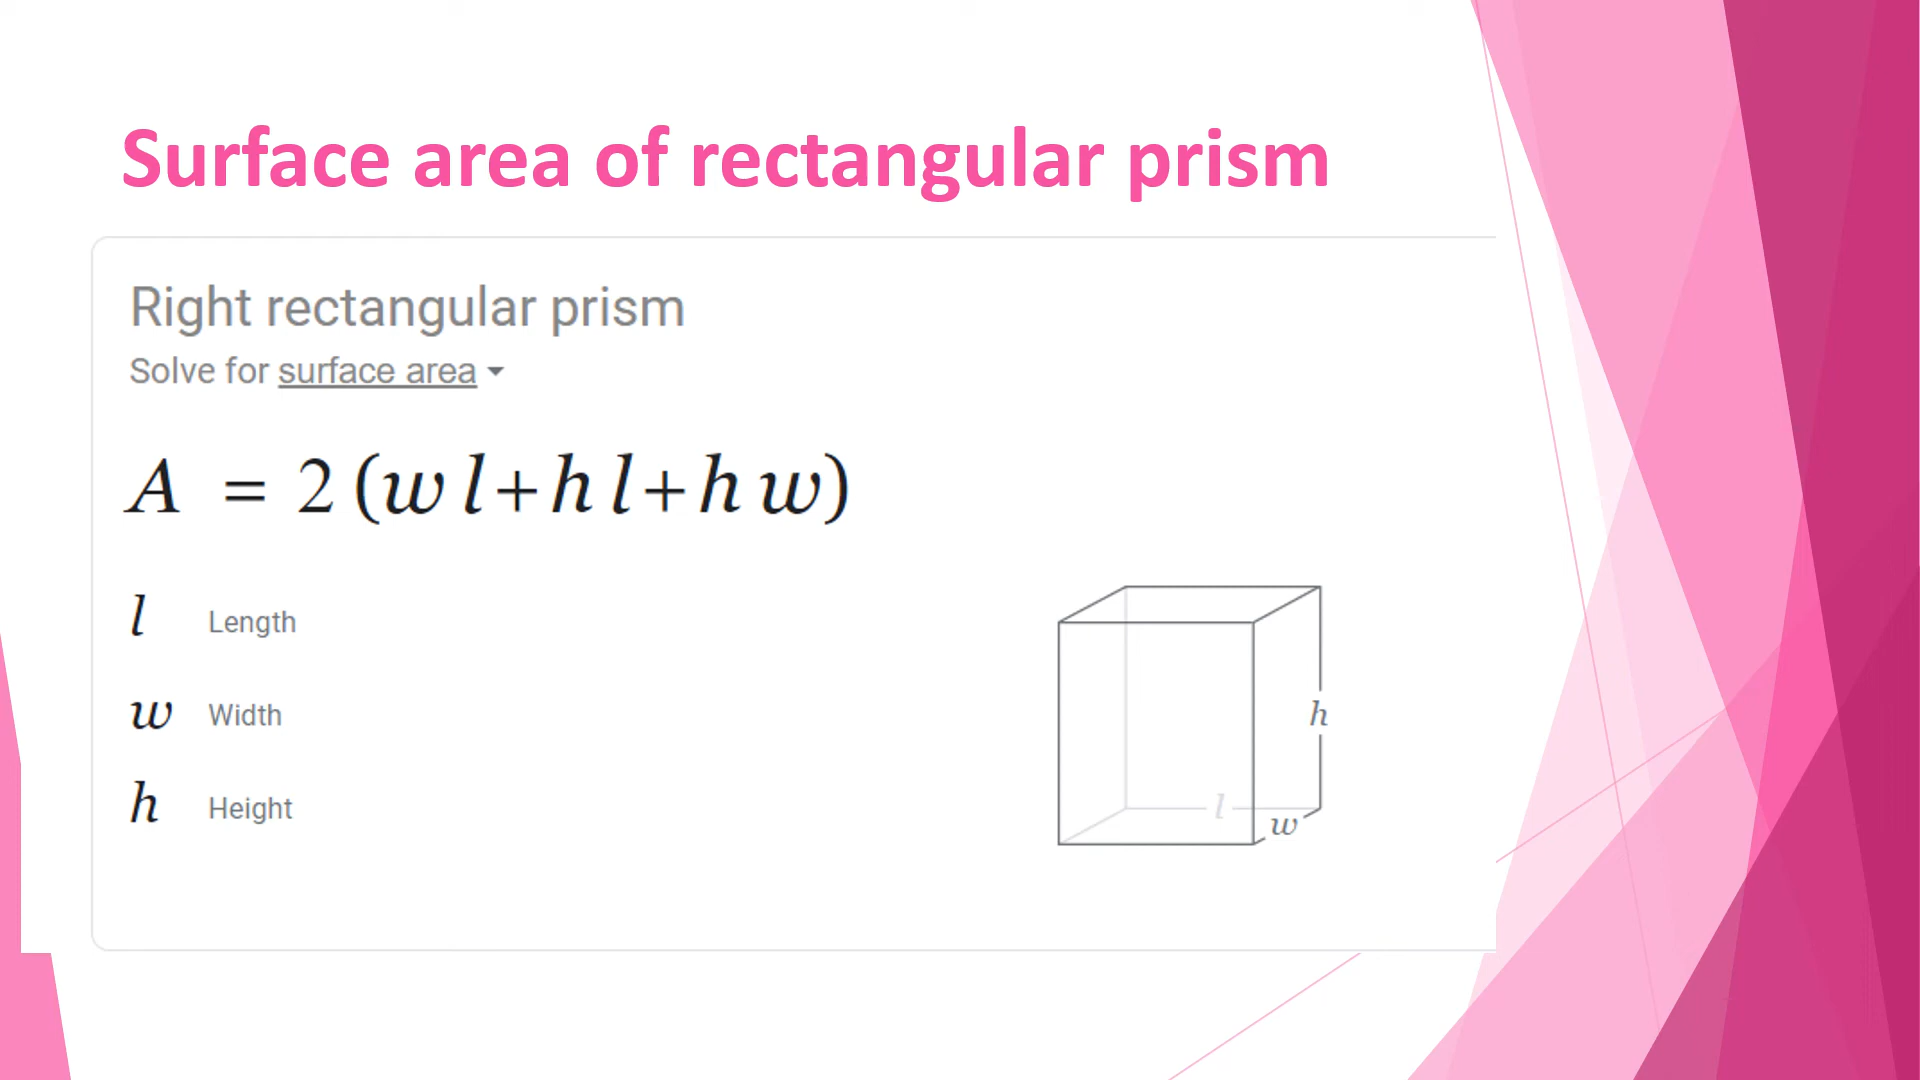 Surface area of rectangular prism
Right rectangular prism
Solve for surface area
A = 2 (w l + h l + h w)
l Length
w Width
h Height
h
l
w